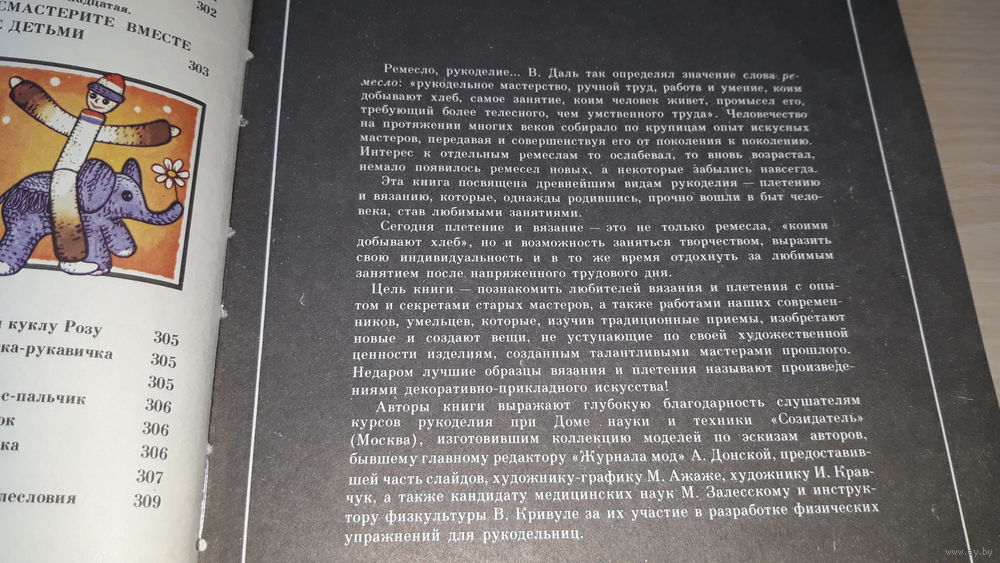 302
СМАСТЕРИТЕ ВМЕСТЕ
ДЕТЬМИ
303
куклу Розу
305
ка-рукавичка
305
305
с-пальчик
306
ок
306
ка
306
307
лесловия
309
Ремесло, рукоделие... В. Даль так определял значение слова ре-
месло: «рукодельное мастерство, ручной труд, работа и умение, коим
добывают хлеб, самое занятие, коим человек живет, промысел его,
требующий более телесного, чем умственного труда». Человечество
на протяжении многих веков собирало по крупицам опыт искусных
мастеров, передавая и совершенствуя его от поколения к поколению.
Интерес к отдельным ремеслам то ослабевал, то вновь возрастал,
немало появилось ремесел новых, а некоторые забылись навсегда.
Эта книга посвящена древнейшим видам рукоделия — плетению
и вязанию, которые, однажды родившись, прочно вошли в быт чело-
века, став любимыми занятиями.
Сегодня плетение и вязание — это не только ремесла, «коими
добывают хлеб», но и возможность заняться творчеством, выразить
свою индивидуальность и в то же время отдохнуть за любимым
занятием после напряженного трудового дня.
Цель книги — познакомить любителей вязания и плетения с опы-
том и секретами старых мастеров, а также работами наших современ-
ников, умельцев, которые, изучив традиционные приемы, изобретают
новые и создают вещи, не уступающие по своей художественной
ценности изделиям, созданным талантливыми мастерами прошлого.
Недаром лучшие образцы вязания и плетения называют произведе-
ниями декоративно-прикладного искусства!
Авторы книги выражают глубокую благодарность слушателям
курсов рукоделия при Доме науки и техники «Созидатель»
(Москва), изготовившим коллекцию моделей по эскизам авторов,
бывшему главному редактору «Журнала мод» А. Донской, предоставив-
шей часть слайдов, художнику-графику М. Ажаже, художнику И. Крав-
чук, а также кандидату медицинских наук М. Залесскому и инструк-
тору физкультуры В. Кривуле за их участие в разработке физических
упражнений для рукодельниц.
www.ay.by